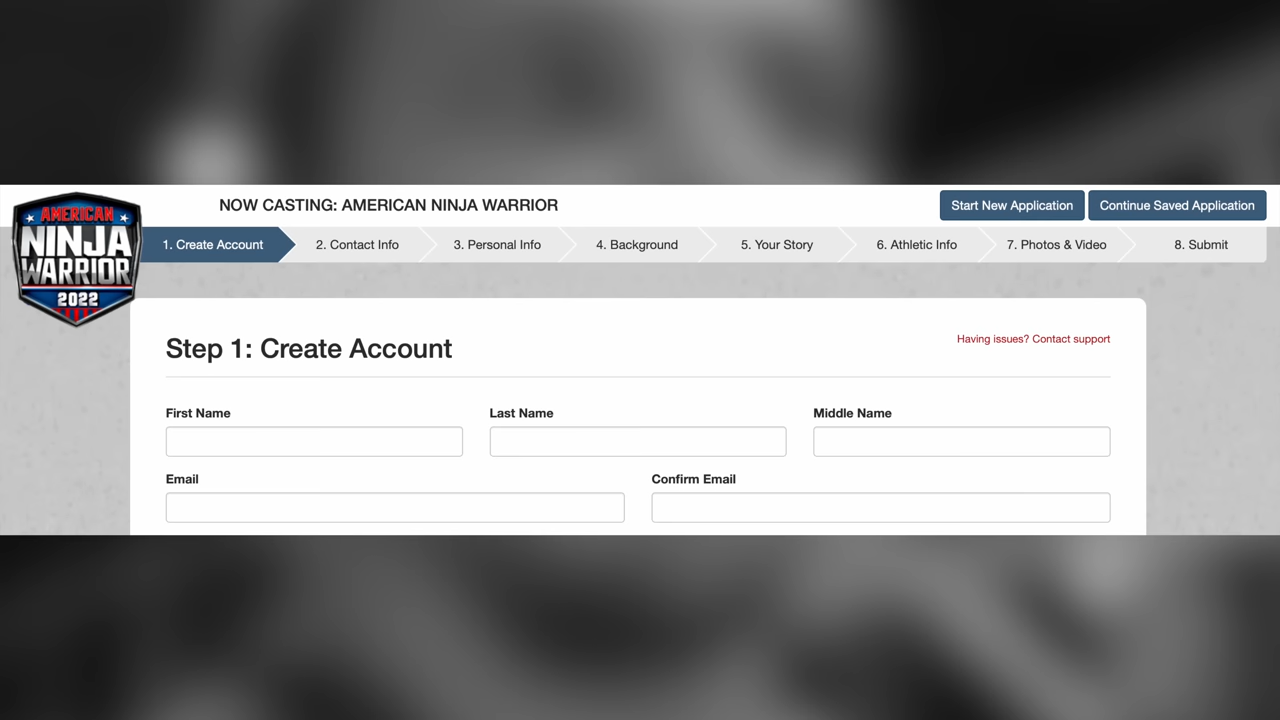 AMERICAN
NINJA
WARRIOR
2022
NOW CASTING: AMERICAN NINJA WARRIOR
Start New Application
Continue Saved Application
1. Create Account
2. Contact Info
3. Personal Info
4. Background
5. Your Story
6. Athletic Info
7. Photos & Video
8. Submit
Step 1: Create Account
Having issues? Contact support
First Name
Last Name
Middle Name
Email
Confirm Email